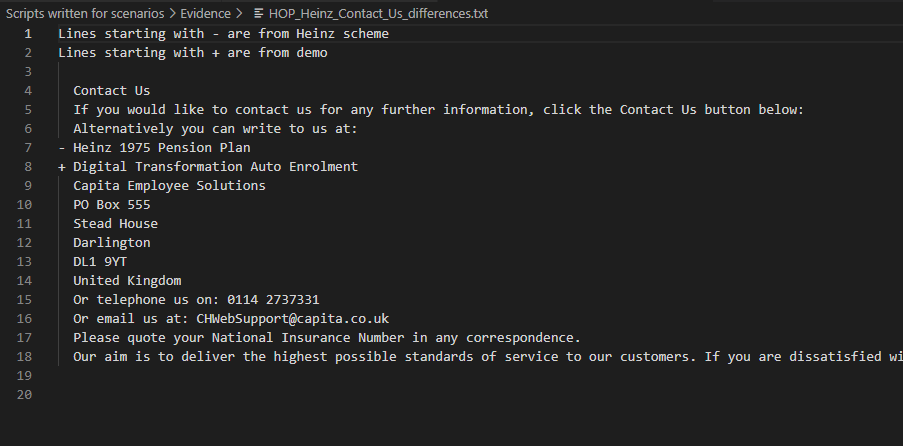 Scripts written for scenarios > Evidence > HOP_Heinz_Contact_Us_differences.txt
1 Lines starting with - are from Heinz scheme
2 Lines starting with + are from demo
3
4 Contact Us
5 If you would like to contact us for any further information, click the Contact Us button below:
6 Alternatively you can write to us at:
7 - Heinz 1975 Pension Plan
8 + Digital Transformation Auto Enrolment
9 Capita Employee Solutions
10 PO Box 555
11 Stead House
12 Darlington
13 DL1 9YT
14 United Kingdom
15 Or telephone us on: 0114 2737331
16 Or email us at: CHWebSupport@capita.co.uk
17 Please quote your National Insurance Number in any correspondence.
18 Our aim is to deliver the highest possible standards of service to our customers. If you are dissatisfied wi
19
20